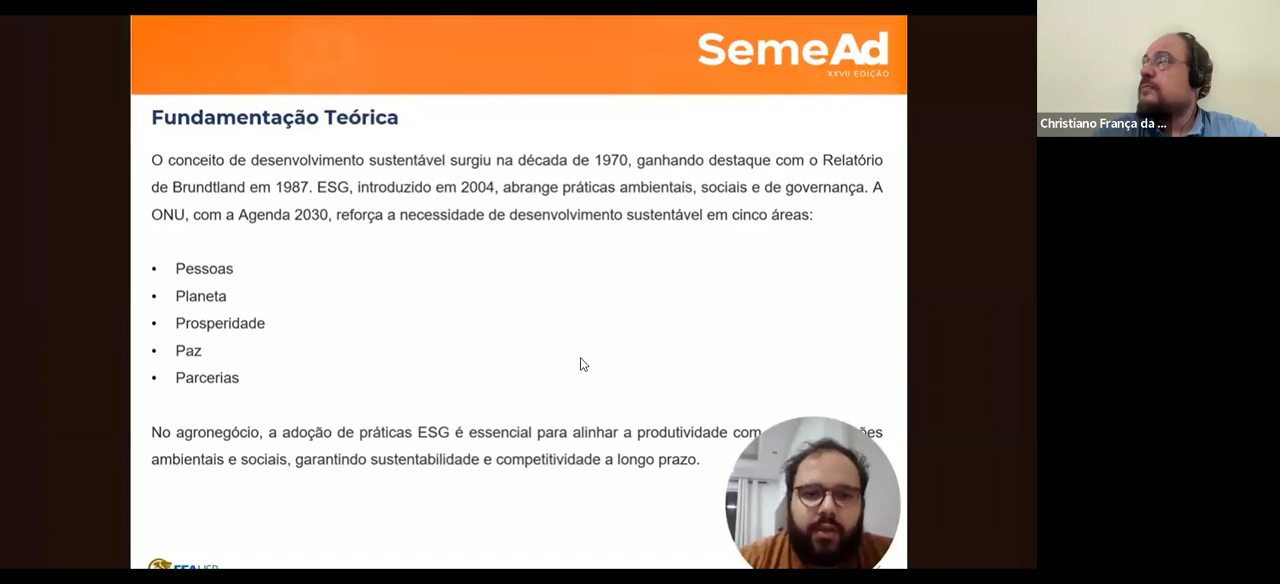 SemeAd
XXVII EDIÇÃO
Fundamentação Teórica
O conceito de desenvolvimento sustentável surgiu na década de 1970, ganhando destaque com o Relatório
de Brundtland em 1987. ESG, introduzido em 2004, abrange práticas ambientais, sociais e de governança. A
ONU, com a Agenda 2030, reforça a necessidade de desenvolvimento sustentável em cinco áreas:
• Pessoas
• Planeta
• Prosperidade
• Paz
• Parcerias
No agronegócio, a adoção de práticas ESG é essencial para alinhar a produtividade com
ambientais e sociais, garantindo sustentabilidade e competitividade a longo prazo.
Christiano França da ...